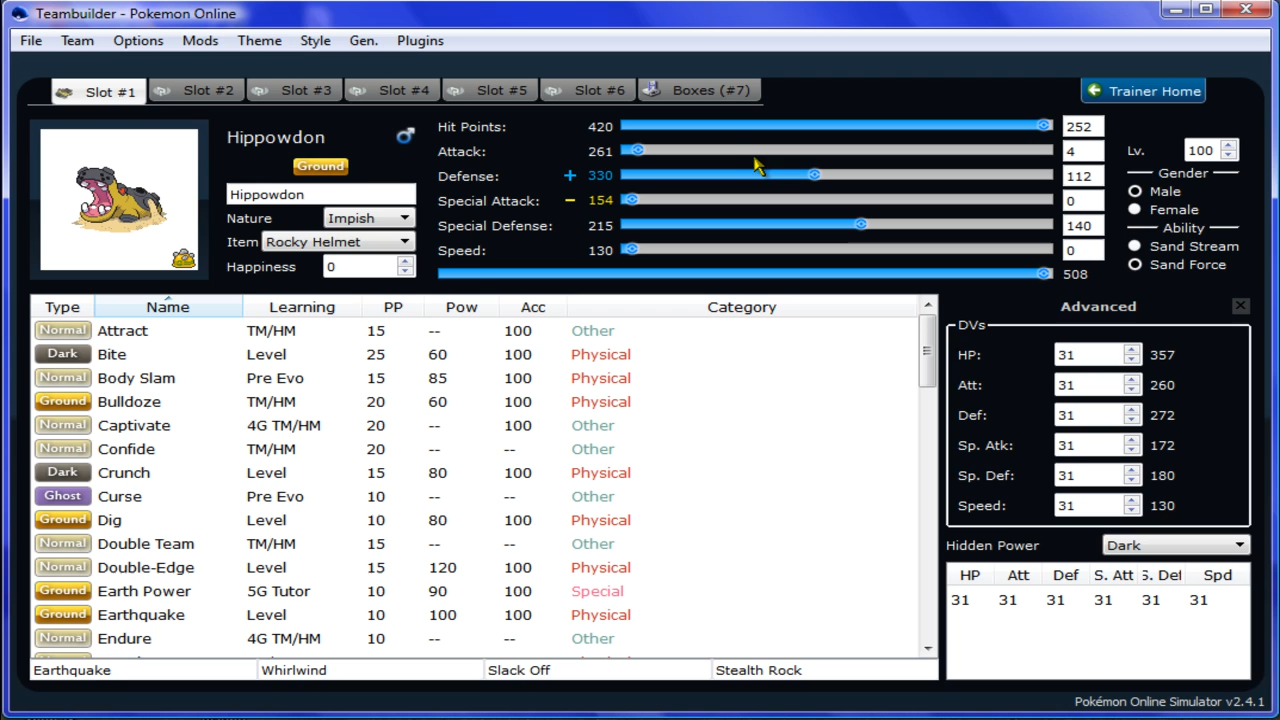 Teambuilder - Pokemon Online
File Team Options Mods Theme Style Gen. Plugins
Slot #1 Slot #2 Slot #3 Slot #4 Slot #5 Slot #6 Boxes (#7) Trainer Home
Hippowdon
Ground
Hippowdon
Nature Impish
Item Rocky Helmet
Happiness 0
Hit Points: 420 252
Attack: 261 4
Defense: + 330 112
Special Attack: - 154 0
Special Defense: 215 140
Speed: 130 0
508
Lv. 100
Gender
Male
Female
Ability
Sand Stream
Sand Force
Type Name Learning PP Pow Acc Category
Normal Attract TM/HM 15 -- 100 Other
Dark Bite Level 25 60 100 Physical
Normal Body Slam Pre Evo 15 85 100 Physical
Ground Bulldoze TM/HM 20 60 100 Physical
Normal Captivate 4G TM/HM 20 -- 100 Other
Normal Confide TM/HM 20 -- -- Other
Dark Crunch Level 15 80 100 Physical
Ghost Curse Pre Evo 10 -- -- Other
Ground Dig Level 10 80 100 Physical
Normal Double Team TM/HM 15 -- -- Other
Normal Double-Edge Level 15 120 100 Physical
Ground Earth Power 5G Tutor 10 90 100 Special
Ground Earthquake Level 10 100 100 Physical
Normal Endure 4G TM/HM 10 -- -- Other
Earthquake Whirlwind Slack Off Stealth Rock
Advanced
DVs
HP: 31 357
Att: 31 260
Def: 31 272
Sp. Atk: 31 172
Sp. Def: 31 180
Speed: 31 130
Hidden Power Dark
HP Att Def S. Att S. Def Spd
31 31 31 31 31 31
Pokémon Online Simulator v2.4.1